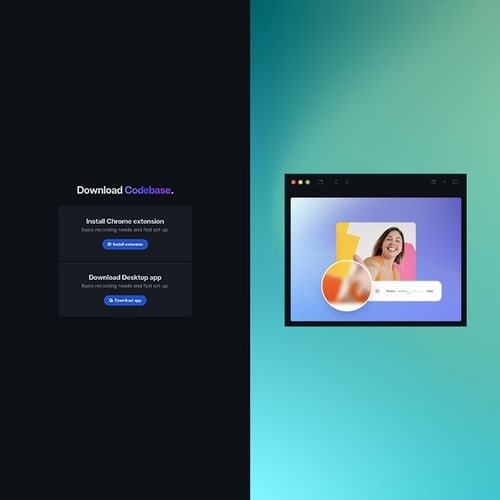 Download Codebase.
Install Chrome extension
Basic recording needs and fast set up.
Install extension
Download Desktop app
Basic recording needs and fast set up.
Download app